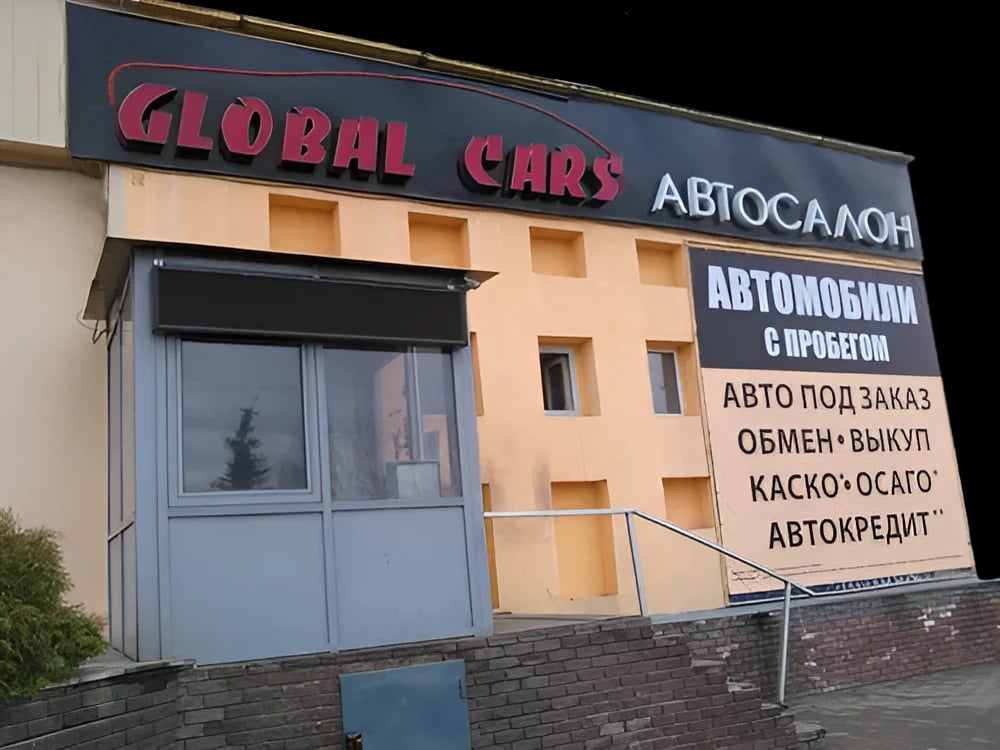 GLOBAL CARS
АВТОСАЛОН
АВТОМОБИЛИ
С ПРОБЕГОМ
АВТО ПОД ЗАКАЗ
ОБМЕН • ВЫКУП
КАСКО* • ОСАГО*
АВТОКРЕДИТ**